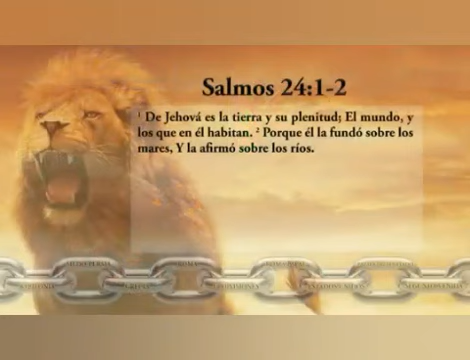 Salmos 24:1-2
¹ De Jehová es la tierra y su plenitud; El mundo, y
los que en él habitan. ² Porque él la fundó sobre los
mares, Y la afirmó sobre los ríos.